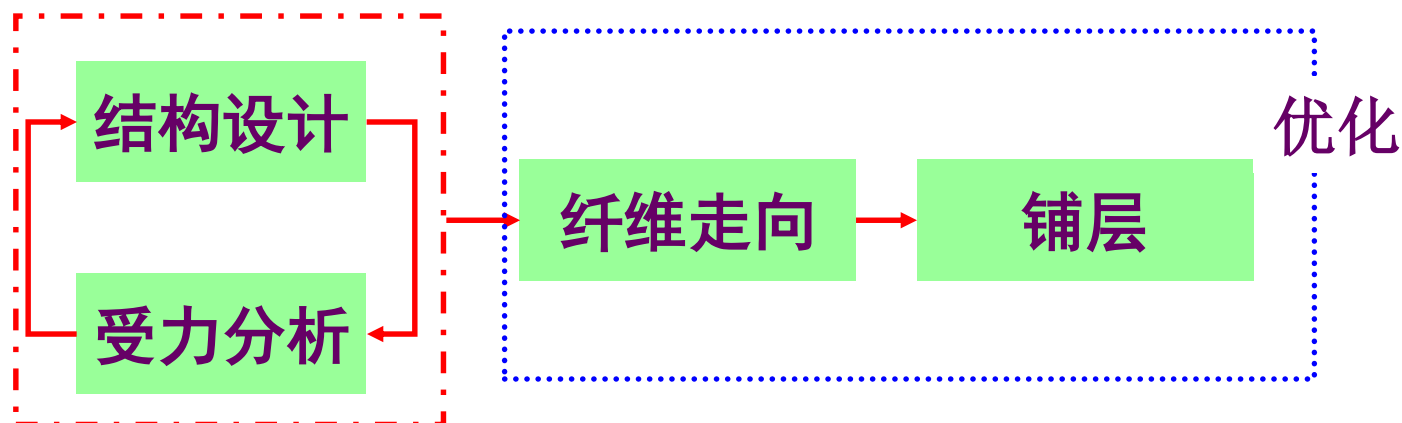 结构设计
受力分析
纤维走向
铺层
优化